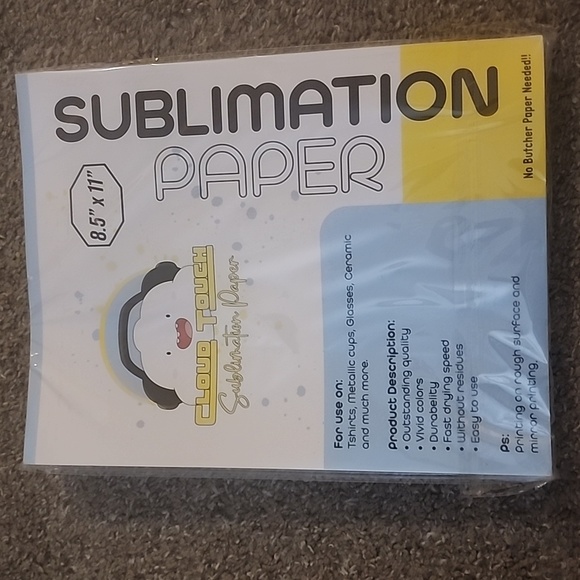 SUBLIMATION
PAPER
8.5" x 11"
No Butcher Paper Needed!!
CLOUD TOUCH
Sublimation Paper
For use on:
Tshirts, Metallic cups, Glasses, Ceramic
and much more.
Product Description:
• Outstanding quality
• Vivid colors
• Durability
• Fast drying speed
• Without residues
• Easy to use
Ps:
Printing on rough surface and
mirror printing.